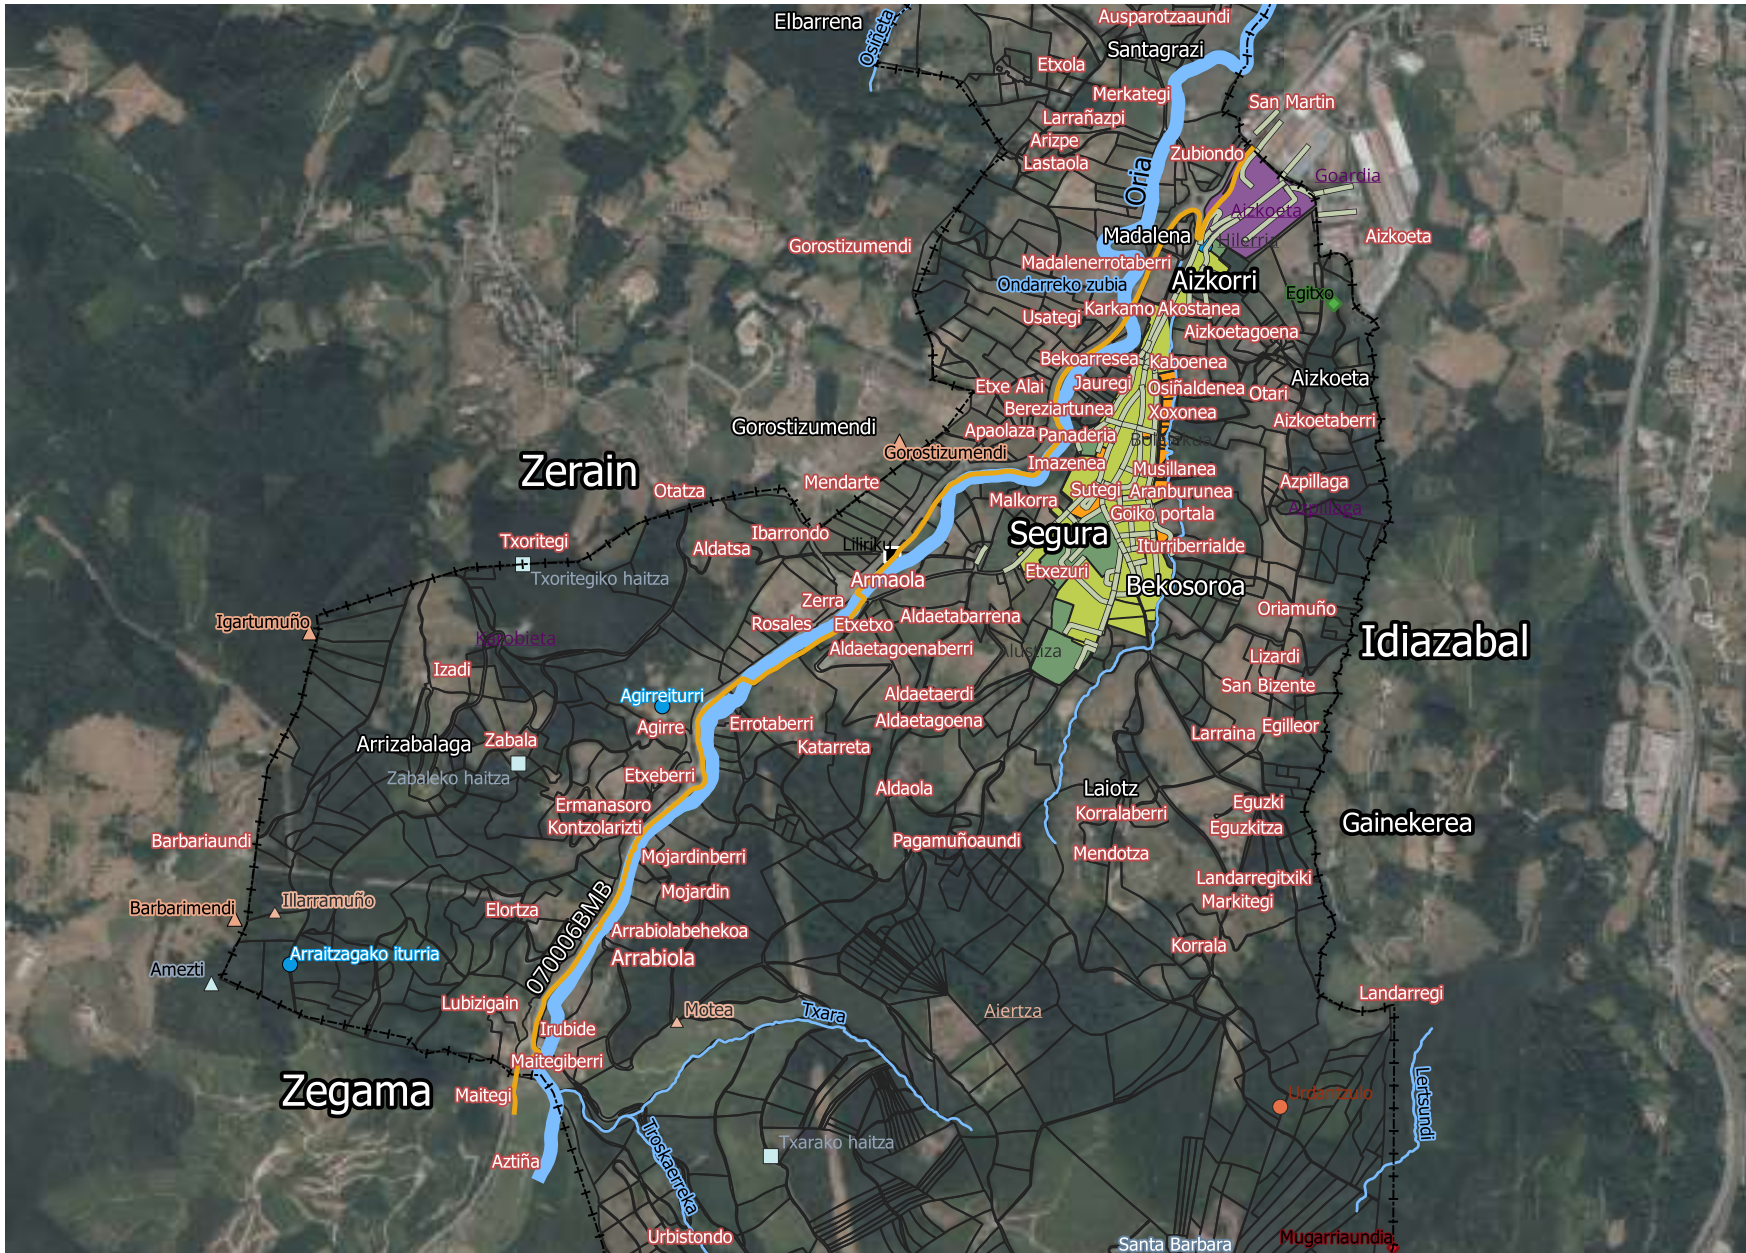 Elbarrena
Osiñeta
Ausparotzaaundi
Santagrazi
Etxola
Merkategi
San Martin
Larrañazpi
Arizpe
Lastaola
Zubiondo
Oria
Goardia
Aizkoeta
Madalena
Hilerria
Aizkoeta
Gorostizumendi
Madalenerrotaberri
Aizkorri
Ondarreko zubia
Egitxo
Karkamo
Akostanea
Usategi
Aizkoetagoena
Bekoarresea
Kaboenea
Aizkoeta
Etxe Alai
Jauregi
Osiñaldenea
Otari
Bereziartunea
Xoxonea
Aizkoetaberri
Gorostizumendi
Apaolaza
Panaderia
Gorostizumendi
Imazenea
Musillanea
Zerain
Otatza
Mendarte
Sutegi
Aranburunea
Azpillaga
Malkorra
Goiko portala
Azpillaga
Ibarrondo
Segura
Txoritegi
Aldatsa
Liliriku
Iturriberrialde
Txoritegiko haitza
Armaola
Etxezuri
Bekosoroa
Zerra
Oriamuño
Igartumuño
Rosales
Etxetxo
Aldaetabarrena
Idiazabal
Aldaetagoenaberri
Alustiza
Lizardi
Izadi
San Bizente
Agirreiturri
Aldaetaerdi
Agirre
Errotaberri
Aldaetagoena
Larraina
Egilleor
Arrizabalaga
Zabala
Katarreta
Zabaleko haitza
Etxeberri
Aldaola
Laiotz
Ermanasoro
Eguzki
Kontzolarizti
Korralaberri
Eguzkitza
Gainekerea
Barbariaundi
Pagamuñoaundi
Mojardinberri
Mendotza
Mojardin
Landarregitxiki
Illarramuño
Markitegi
Barbarimendi
Elortza
070006BMB
Arrabiolabehekoa
Korrala
Arraitzagako iturria
Arrabiola
Amezti
Lubizigain
Motea
Txara
Aiertza
Landarregi
Irubide
Maitegiberri
Zegama
Maitegi
Urdantzulo
Lertsundi
Troskaerreka
Txarako haitza
Aztiña
Urbistondo
Santa Barbara
Mugarriaundia